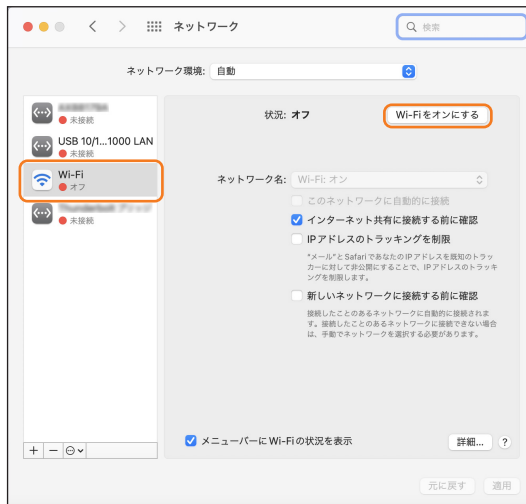 ネットワーク
検索
ネットワーク環境: 自動
未接続
USB 10/1...1000 LAN
未接続
Wi-Fi
オフ
未接続
状況: オフ
Wi-Fiをオンにする
ネットワーク名: Wi-Fi: オン
このネットワークに自動的に接続
インターネット共有に接続する前に確認
IPアドレスのトラッキングを制限
"メール"とSafariであなたのIPアドレスを既知のトラッ
カーに対して非公開にすることで、IPアドレスのトラッキ
ングを制限します。
新しいネットワークに接続する前に確認
接続したことのあるネットワークに自動的に接続されま
す。接続したことのあるネットワークに接続できない場合
は、手動でネットワークを選択する必要があります。
メニューバーにWi-Fiの状況を表示
詳細...
?
元に戻す
適用